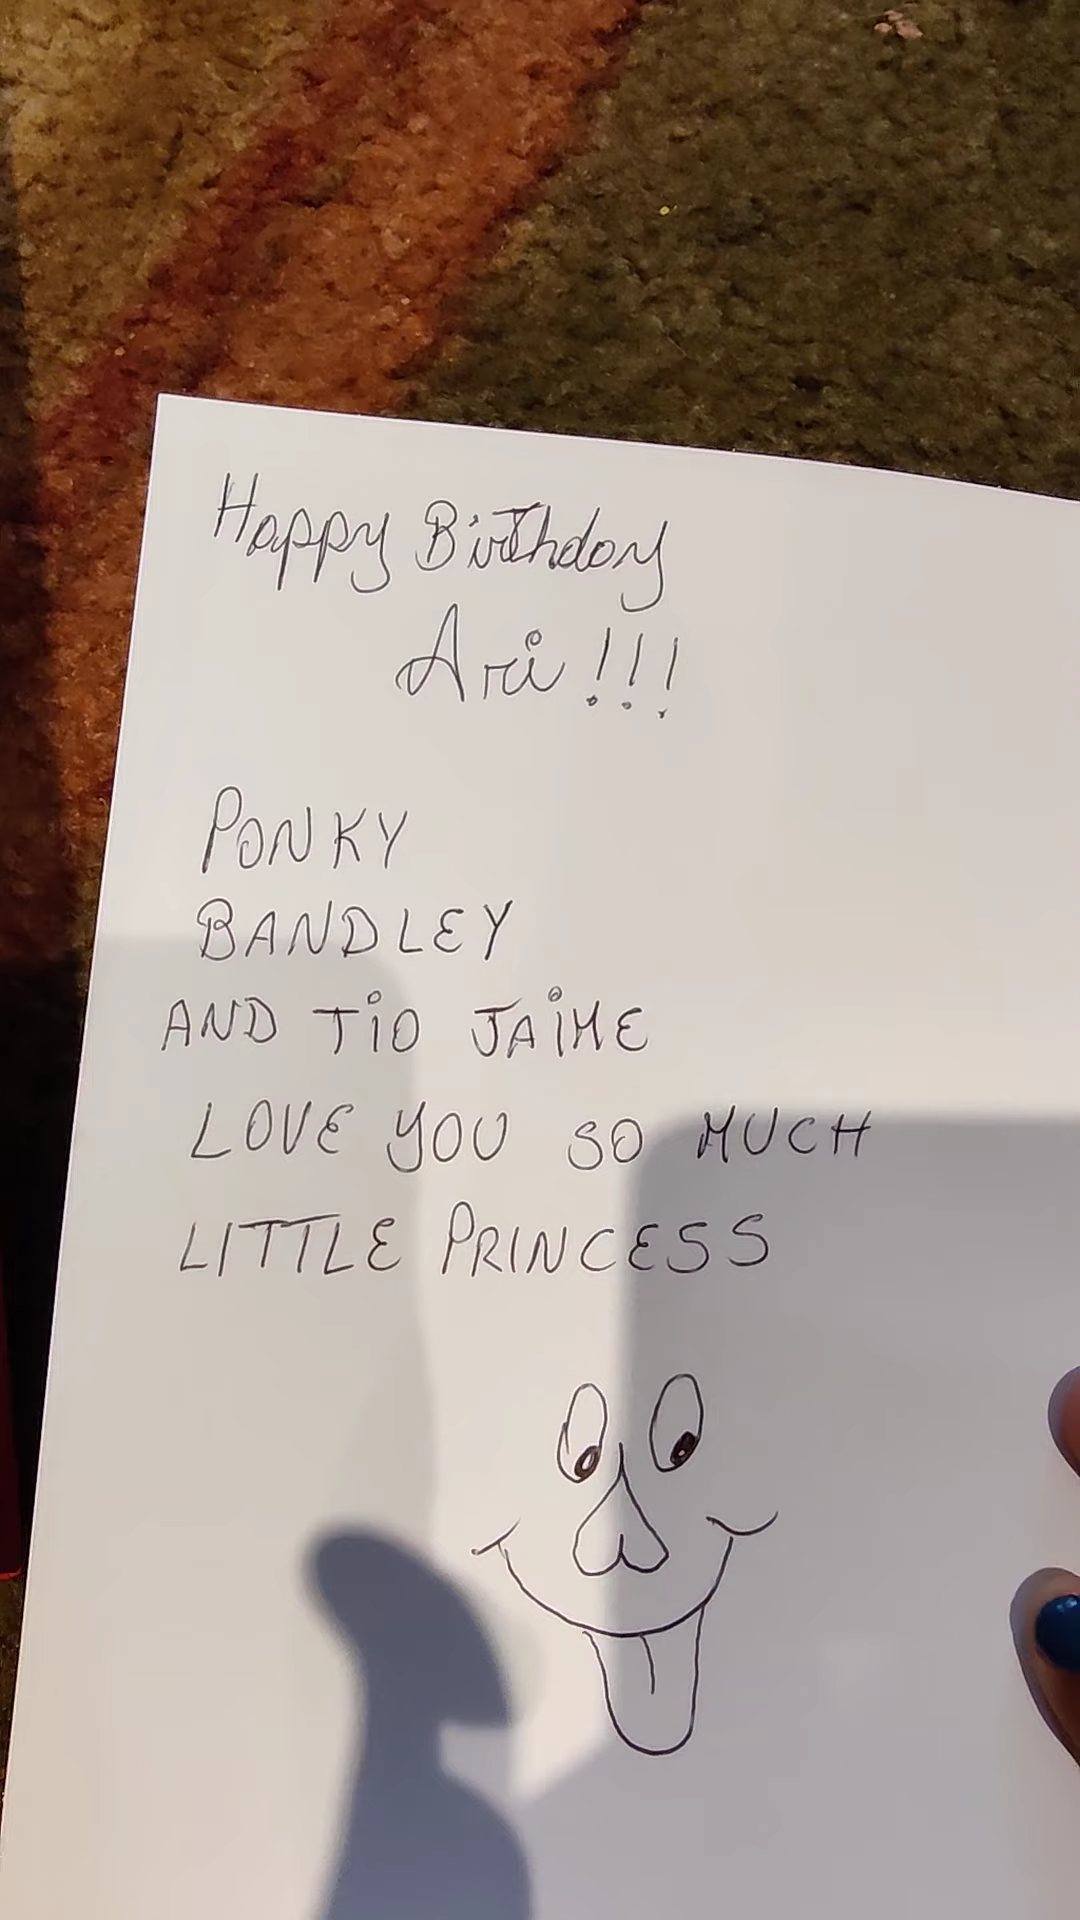 Happy Birthday
Ari!!!
PONKY
BANDLEY
AND TiO JAiME
LOVE YOU SO MUCH
LITTLE PRINCESS